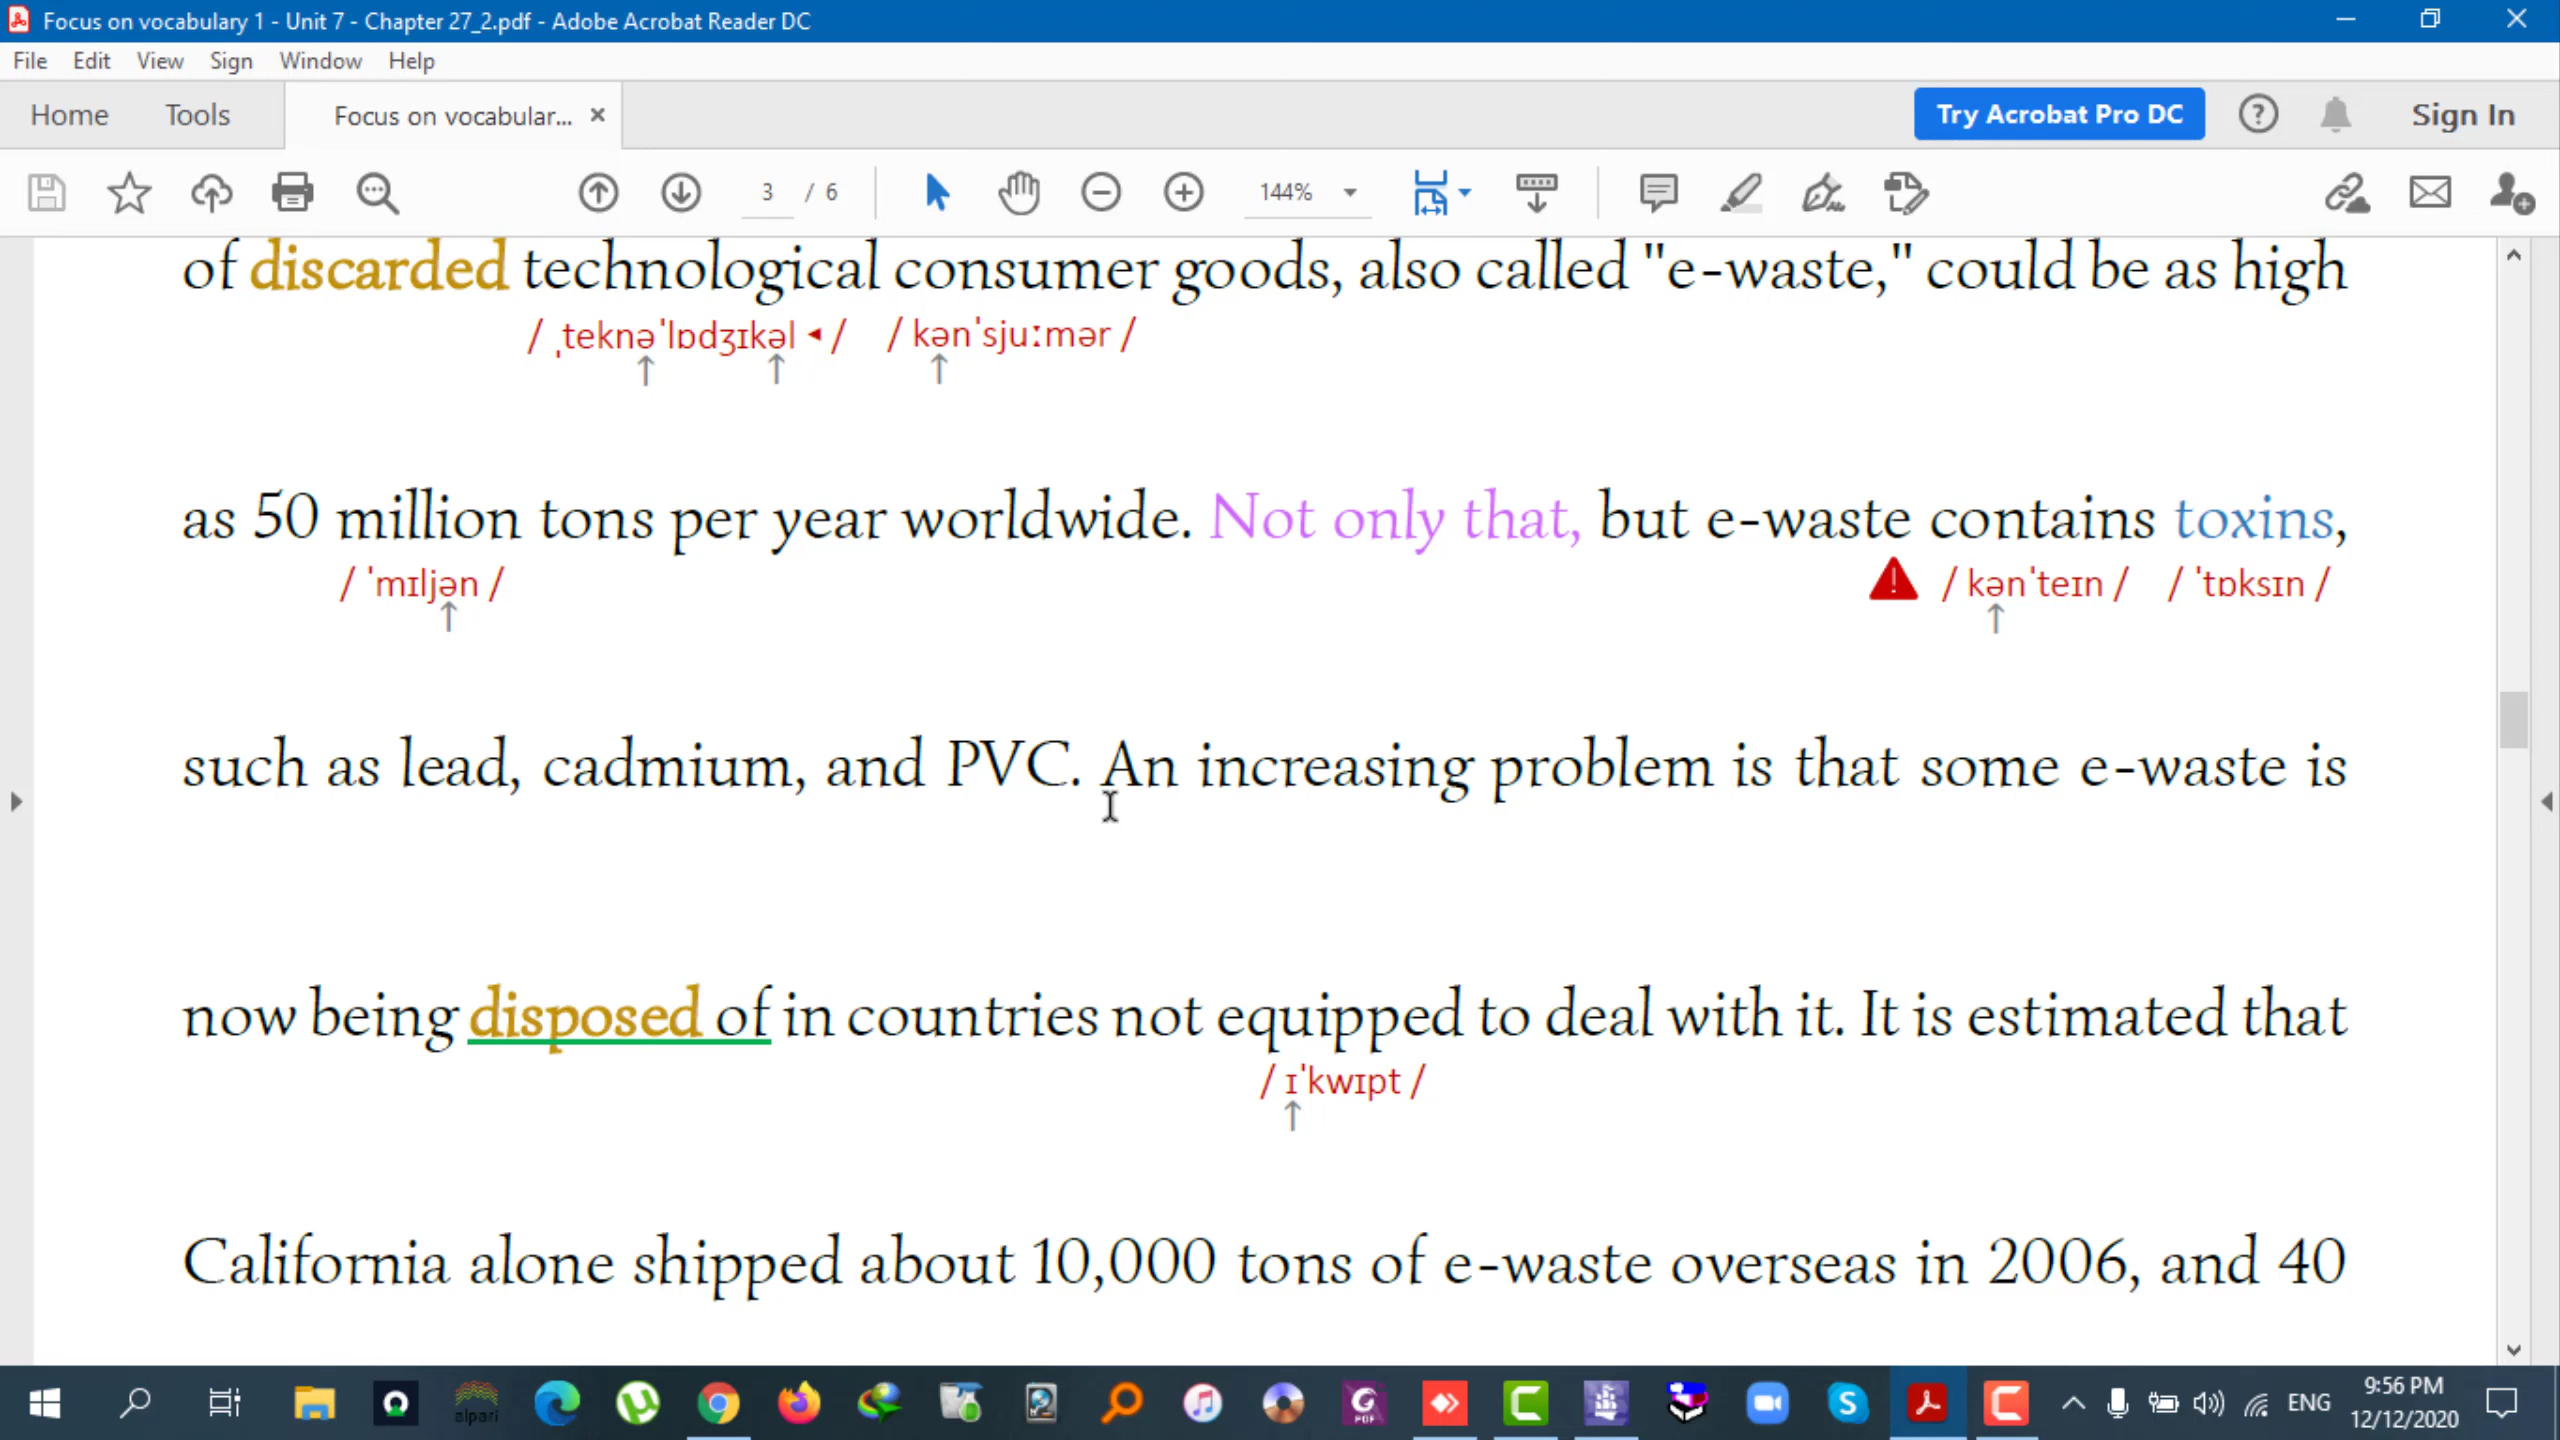 Focus on vocabulary 1 - Unit 7 - Chapter 27_2.pdf - Adobe Acrobat Reader DC
File Edit View Sign Window Help
Home Tools Focus on vocabular... × Try Acrobat Pro DC ? Sign In
3 / 6 144%
of discarded technological consumer goods, also called "e-waste," could be as high
/ ˌteknəˈlɒdʒɪkəl ◂ / / kənˈsjuːmər /
↑ ↑ ↑
as 50 million tons per year worldwide. Not only that, but e-waste contains toxins,
/ ˈmɪljən / / kənˈteɪn / / ˈtɒksɪn /
↑ ↑
such as lead, cadmium, and PVC. An increasing problem is that some e-waste is
now being disposed of in countries not equipped to deal with it. It is estimated that
/ ɪˈkwɪpt /
↑
California alone shipped about 10,000 tons of e-waste overseas in 2006, and 40
alpari PDF ENG 9:56 PM
12/12/2020